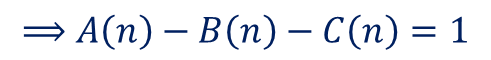 ⟹ A(n) − B(n) − C(n) = 1